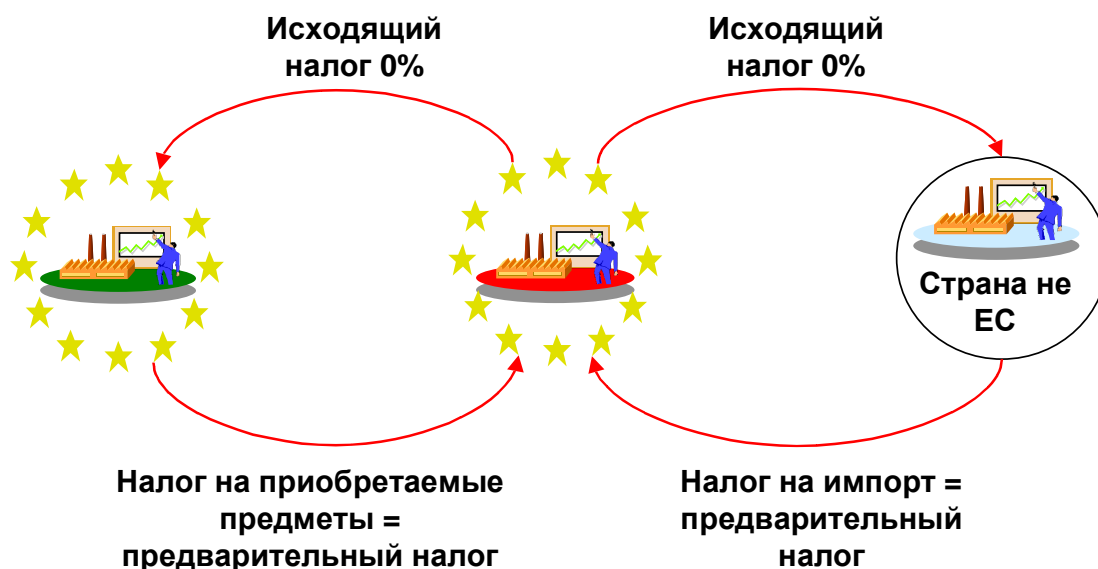 Исходящий
налог 0%
Исходящий
налог 0%
Страна не
ЕС
Налог на приобретаемые
предметы =
предварительный налог
Налог на импорт =
предварительный
налог